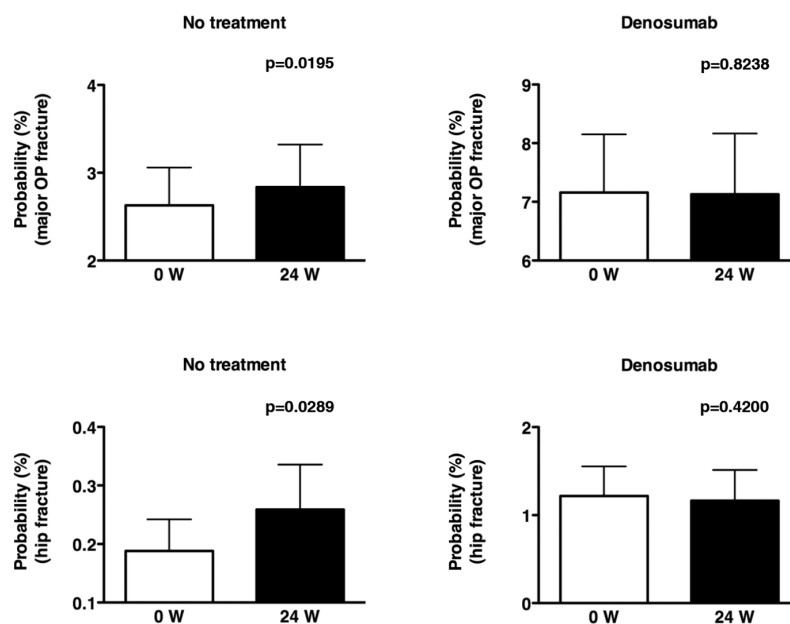 No treatment
p=0.0195
Probability (%)
(major OP fracture)
4
3
2
0 W
24 W
Denosumab
p=0.8238
Probability (%)
(major OP fracture)
9
8
7
6
0 W
24 W
No treatment
p=0.0289
Probability (%)
(hip fracture)
0.4
0.3
0.2
0.1
0 W
24 W
Denosumab
p=0.4200
Probability (%)
(hip fracture)
2
1
0
0 W
24 W